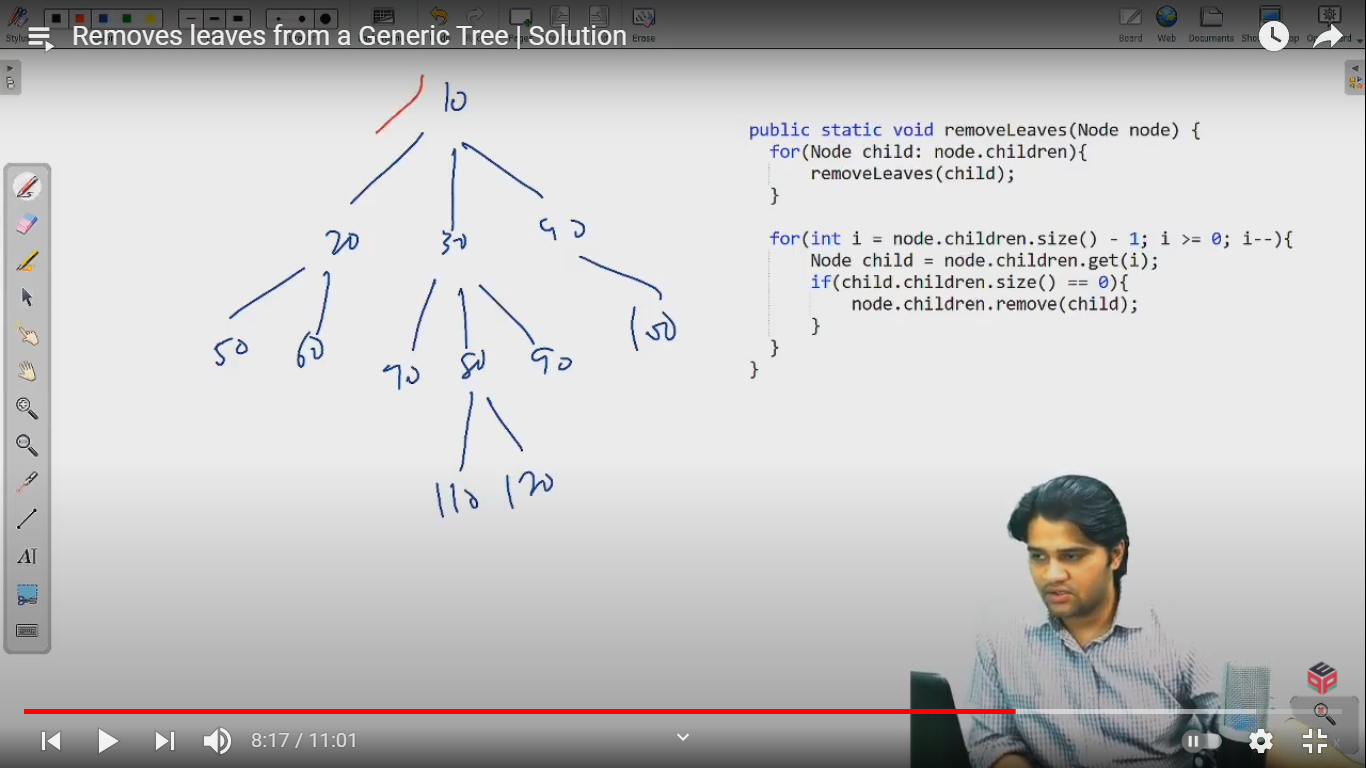 Removes leaves from a Generic Tree | Solution
Stylus
Erase
Board
Web
Documents
10
20
30
40
50
60
70
80
90
100
110
120
public static void removeLeaves(Node node) {
for(Node child: node.children){
removeLeaves(child);
}
for(int i = node.children.size() - 1; i >= 0; i--){
Node child = node.children.get(i);
if(child.children.size() == 0){
node.children.remove(child);
}
}
}
8:17 / 11:01